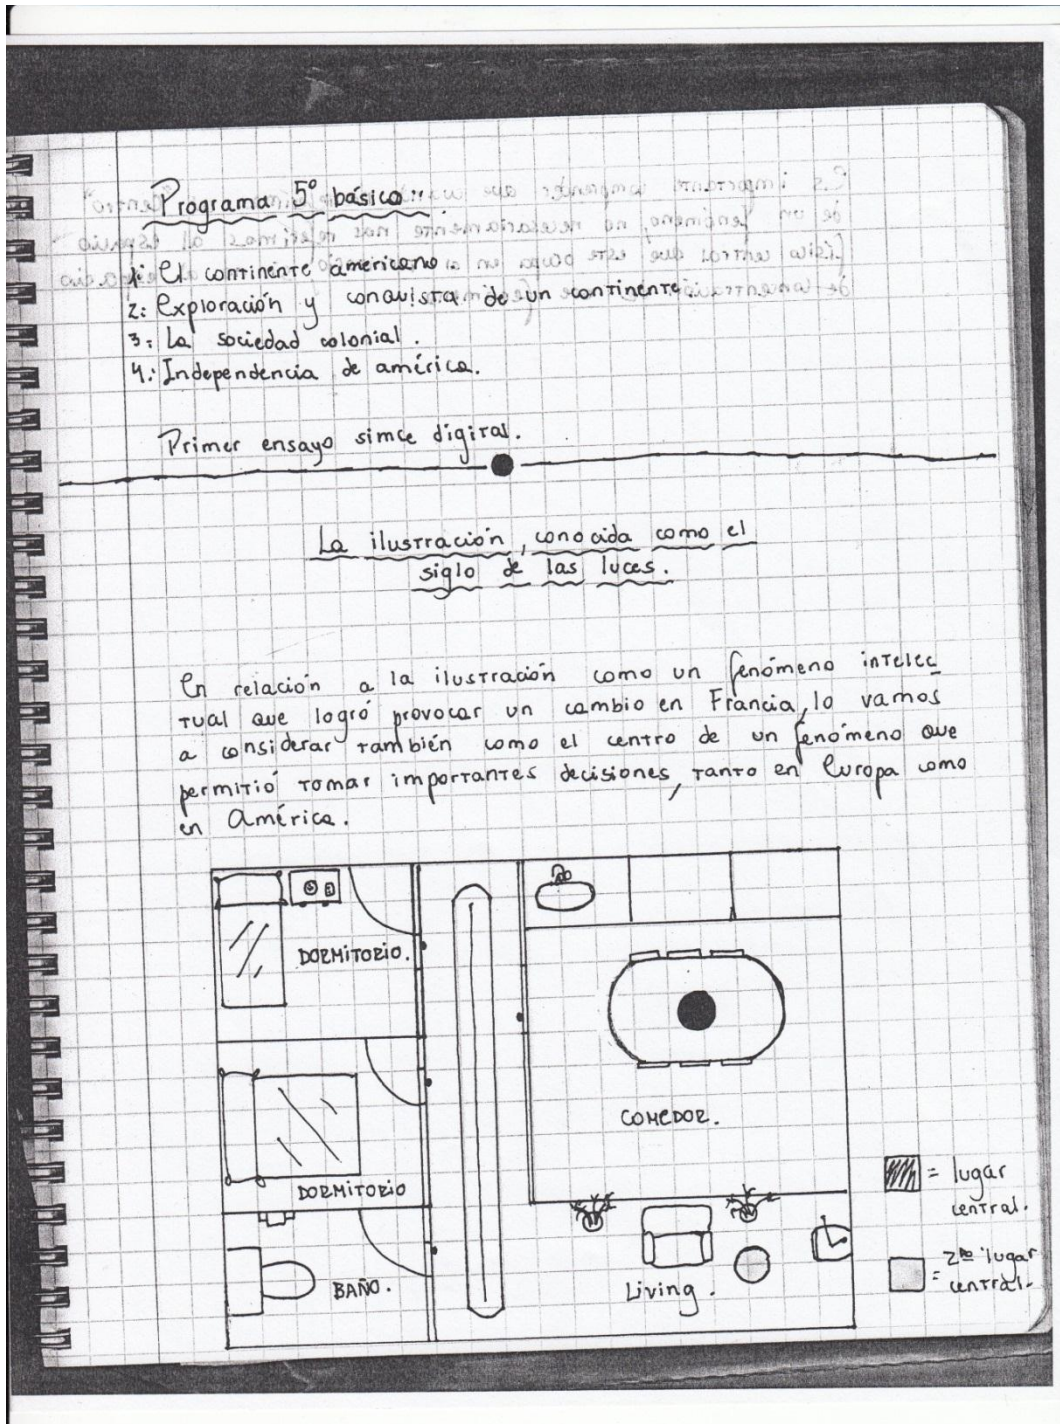 Programa 5º básico:
1: El continente americano
2: Exploración y conquista de un continente.
3: La sociedad colonial.
4: Independencia de américa.
Primer ensayo simce digital.
La ilustración, conocida como el
siglo de las luces.
En relación a la ilustración como un fenómeno intelec
tual que logró provocar un cambio en Francia, lo vamos
a considerar también como el centro de un fenómeno que
permitió tomar importantes decisiones, tanto en Europa como
en América.
DORMITORIO.
COMEDOR.
DORMITORIO
= lugar
central.
BAÑO.
Living.
= 2do lugar
central.